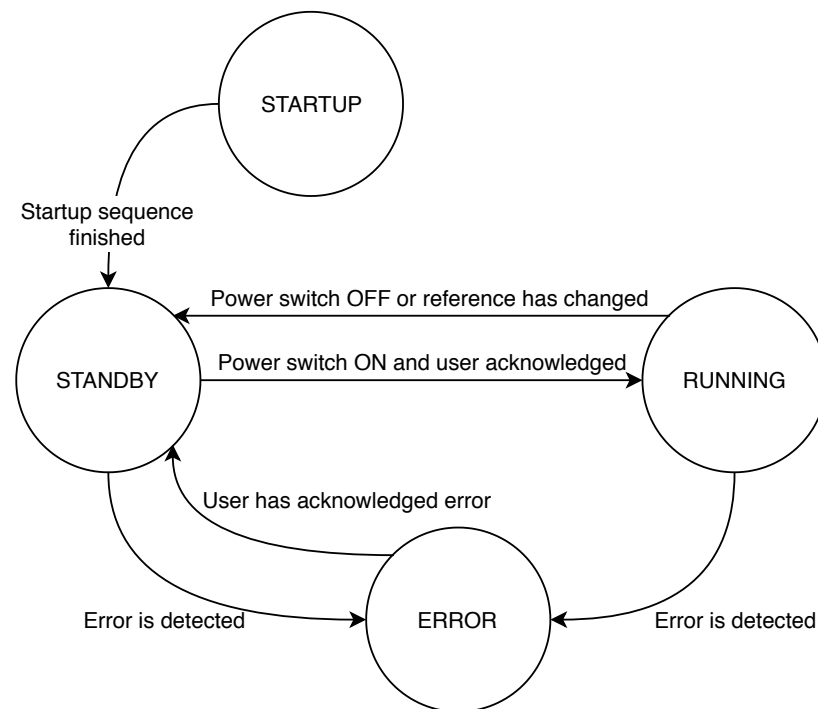 STARTUP
Startup sequence
finished
Power switch OFF or reference has changed
STANDBY
Power switch ON and user acknowledged
RUNNING
User has acknowledged error
Error is detected
ERROR
Error is detected